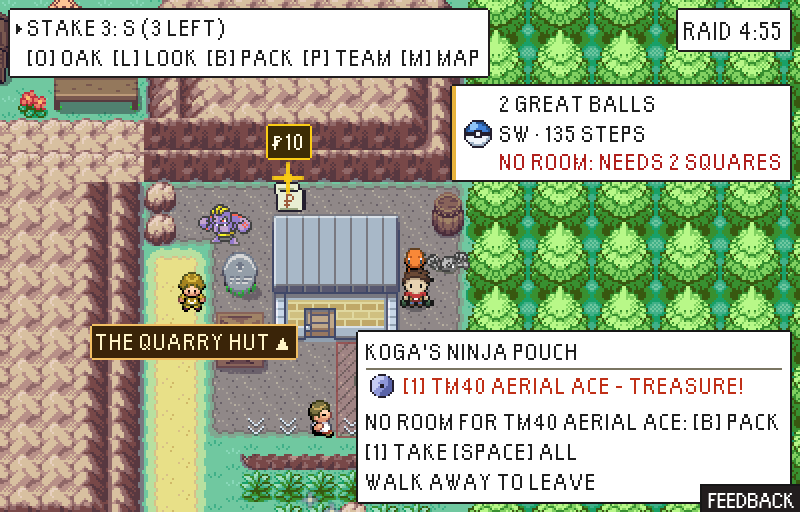 ▸STAKE 3: S (3 LEFT)
[O] OAK [L] LOOK [B] PACK [P] TEAM [M] MAP
RAID 4:55
2 GREAT BALLS
SW · 135 STEPS
NO ROOM: NEEDS 2 SQUARES
₽10
₽
THE QUARRY HUT ▲
KOGA'S NINJA POUCH
[1] TM40 AERIAL ACE - TREASURE!
NO ROOM FOR TM40 AERIAL ACE: [B] PACK
[1] TAKE [SPACE] ALL
WALK AWAY TO LEAVE
FEEDBACK